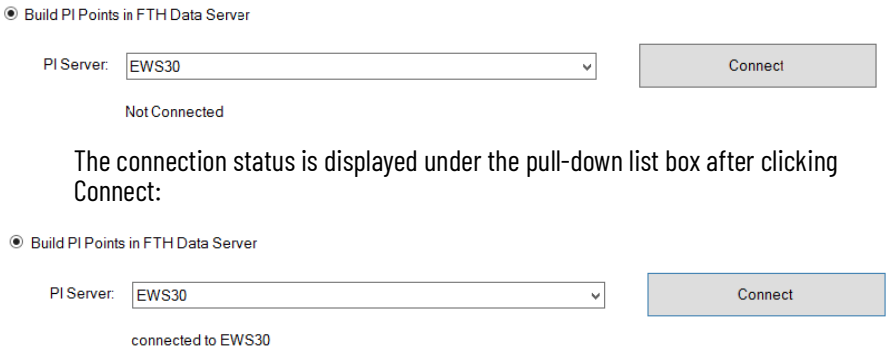 Build PI Points in FTH Data Server
PI Server: EWS30 Connect
Not Connected
The connection status is displayed under the pull-down list box after clicking
Connect:
Build PI Points in FTH Data Server
PI Server: EWS30 Connect
connected to EWS30